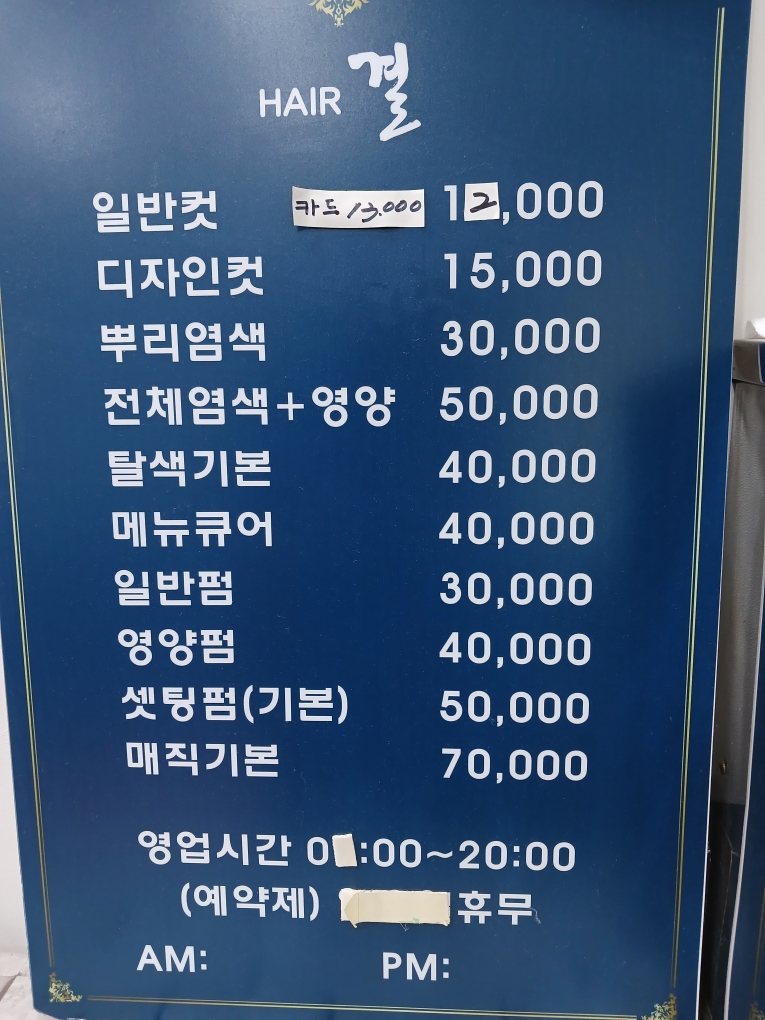 HAIR 결
일반컷 카드 13.000 12,000
디자인컷 15,000
뿌리염색 30,000
전체염색+영양 50,000
탈색기본 40,000
메뉴큐어 40,000
일반펌 30,000
영양펌 40,000
셋팅펌(기본) 50,000
매직기본 70,000
영업시간 0 :00~20:00
(예약제) 휴무
AM: PM: